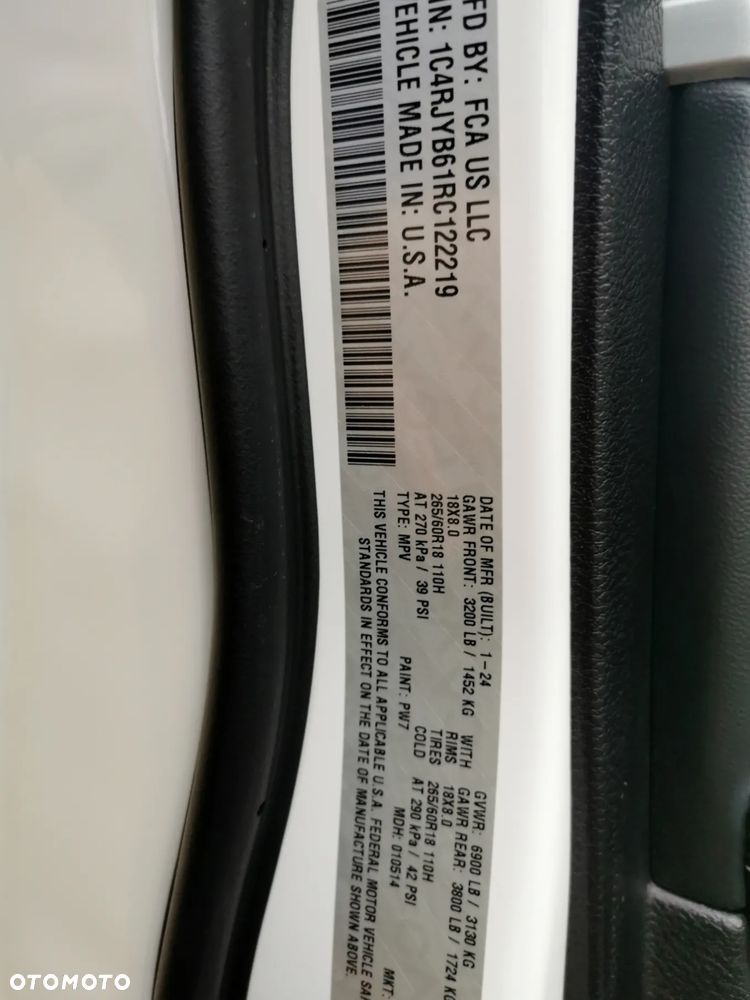 FD BY: FCA US LLC
IN: 1C4RJYB61RC122219
VEHICLE MADE IN: U.S.A.
DATE OF MFR (BUILT): 1-24 GVWR: 6900 LB / 3130 KG
GAWR FRONT: 3200 LB / 1452 KG WITH GAWR REAR: 3800 LB / 1724 KG
18X8.0 RIMS 18X8.0
265/60R18 110H TIRES 265/60R18 110H
AT 270 kPa / 39 PSI COLD AT 290 kPa / 42 PSI
TYPE: MPV PAINT: PW7 MDH: 010514 MKT:
THIS VEHICLE CONFORMS TO ALL APPLICABLE U.S.A. FEDERAL MOTOR VEHICLE SA
STANDARDS IN EFFECT ON THE DATE OF MANUFACTURE SHOWN ABOVE.
OTOMOTO